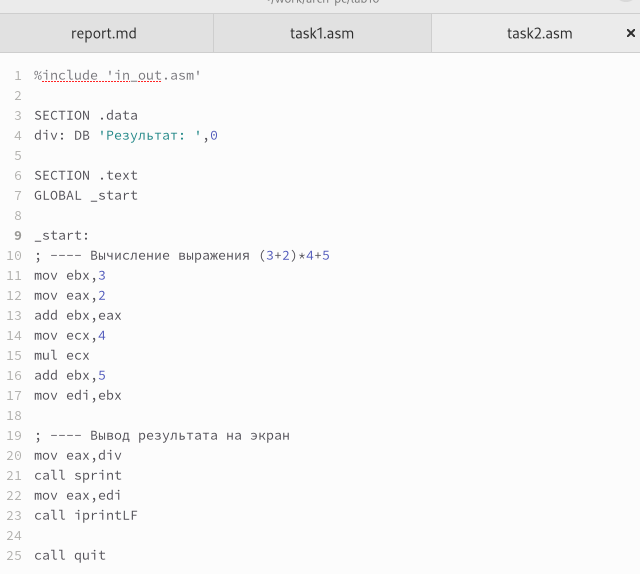 report.md task1.asm task2.asm ×
1 %include 'in_out.asm'
2
3 SECTION .data
4 div: DB 'Результат: ',0
5
6 SECTION .text
7 GLOBAL _start
8
9 _start:
10 ; ---- Вычисление выражения (3+2)*4+5
11 mov ebx,3
12 mov eax,2
13 add ebx,eax
14 mov ecx,4
15 mul ecx
16 add ebx,5
17 mov edi,ebx
18
19 ; ---- Вывод результата на экран
20 mov eax,div
21 call sprint
22 mov eax,edi
23 call iprintLF
24
25 call quit